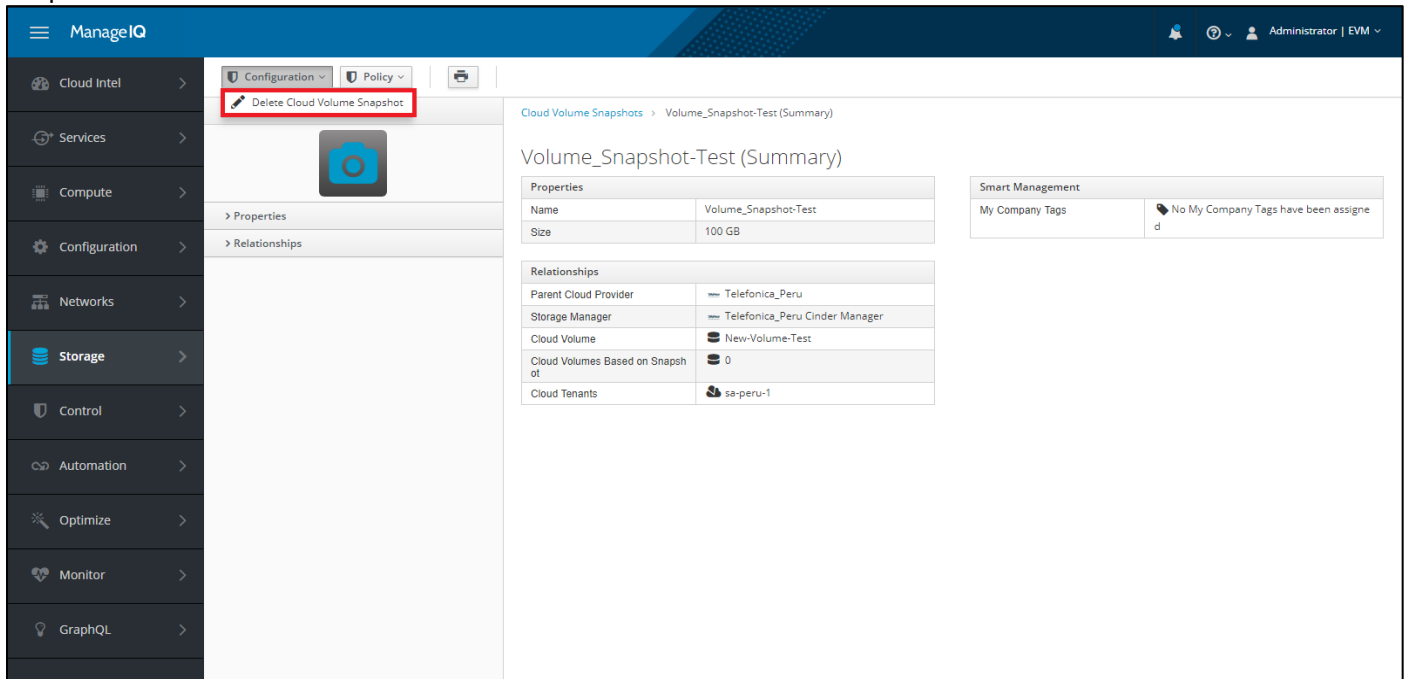 ManageIQ
Administrator | EVM
Cloud Intel
Services
Compute
Configuration
Networks
Storage
Control
Automation
Optimize
Monitor
GraphQL
Configuration
Policy
Delete Cloud Volume Snapshot
> Properties
> Relationships
Cloud Volume Snapshots > Volume_Snapshot-Test (Summary)
Volume_Snapshot-Test (Summary)
Properties
Name Volume_Snapshot-Test
Size 100 GB
Relationships
Parent Cloud Provider Telefonica_Peru
Storage Manager Telefonica_Peru Cinder Manager
Cloud Volume New-Volume-Test
Cloud Volumes Based on Snapsh 0
ot
Cloud Tenants sa-peru-1
Smart Management
My Company Tags No My Company Tags have been assigne
d